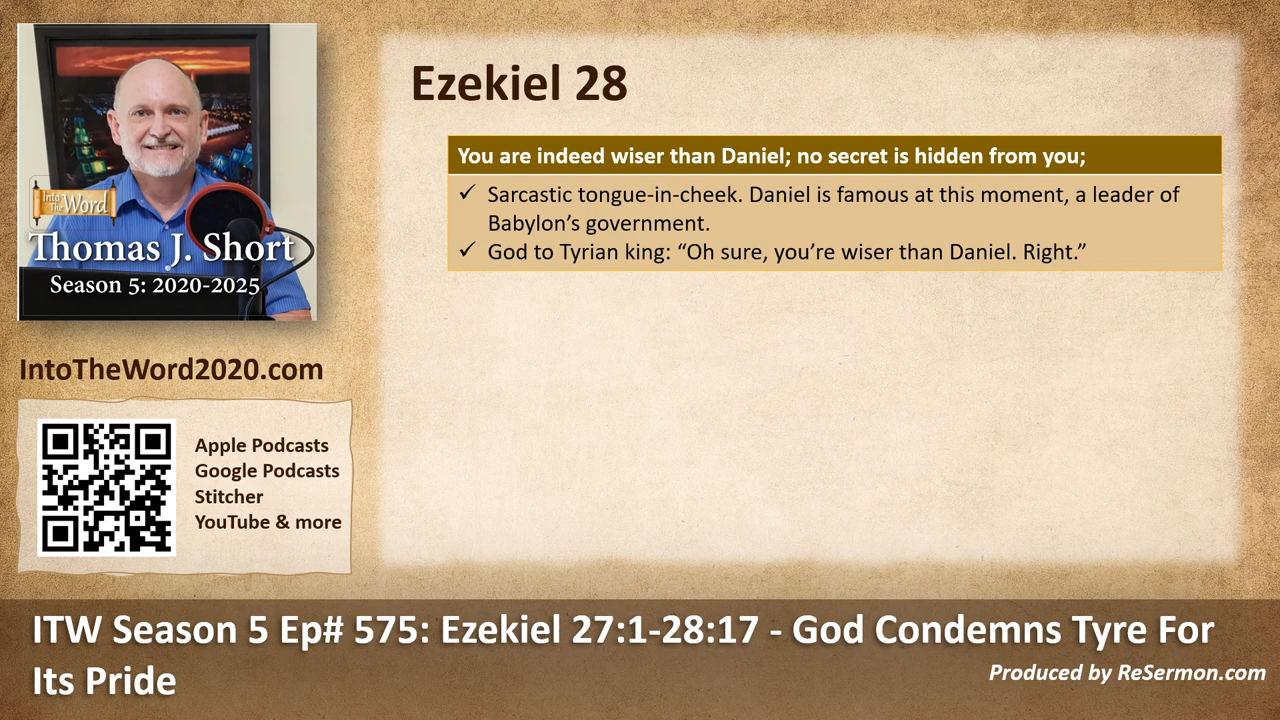 Into
The Word
Thomas J. Short
Season 5: 2020-2025
IntoTheWord2020.com
Apple Podcasts
Google Podcasts
Stitcher
YouTube & more
Ezekiel 28
You are indeed wiser than Daniel; no secret is hidden from you;
✓ Sarcastic tongue-in-cheek. Daniel is famous at this moment, a leader of
Babylon’s government.
✓ God to Tyrian king: “Oh sure, you’re wiser than Daniel. Right.”
ITW Season 5 Ep# 575: Ezekiel 27:1-28:17 - God Condemns Tyre For
Its Pride
Produced by ReSermon.com